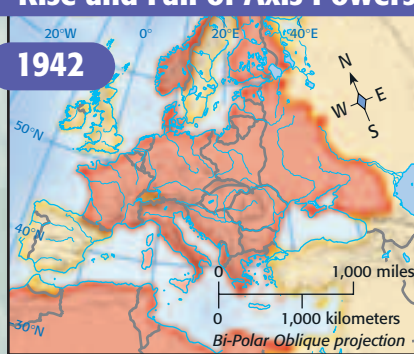 Rise and Fall of Axis Powers
1942
20°W
0°
20°E
40°E
N
W
E
S
50°N
40°N
30°N
0
1,000 miles
0
1,000 kilometers
Bi-Polar Oblique projection